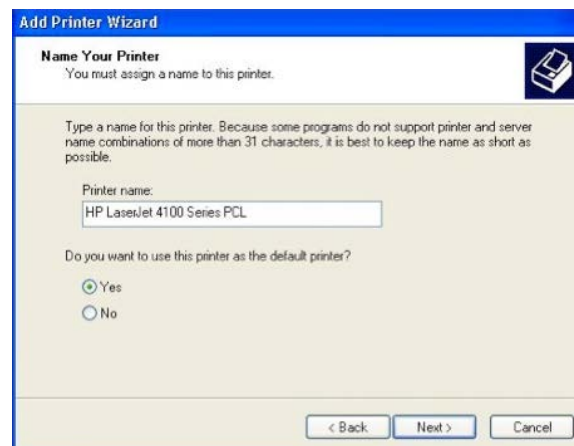 Add Printer Wizard
Name Your Printer
You must assign a name to this printer.
Type a name for this printer. Because some programs do not support printer and server
name combinations of more than 31 characters, it is best to keep the name as short as
possible.
Printer name:
HP LaserJet 4100 Series PCL
Do you want to use this printer as the default printer?
Yes
No
< Back Next > Cancel